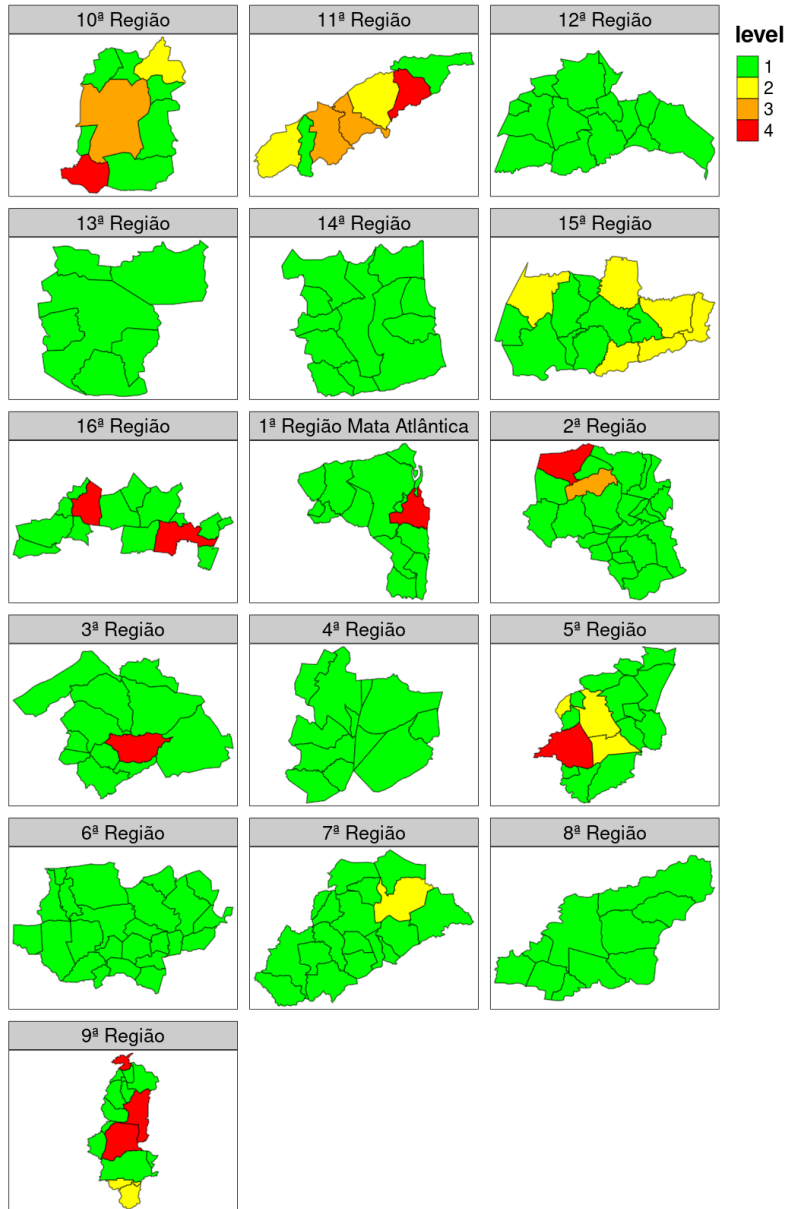 10ª Região
11ª Região
12ª Região
level
1
2
3
4
13ª Região
14ª Região
15ª Região
16ª Região
1ª Região Mata Atlântica
2ª Região
3ª Região
4ª Região
5ª Região
6ª Região
7ª Região
8ª Região
9ª Região